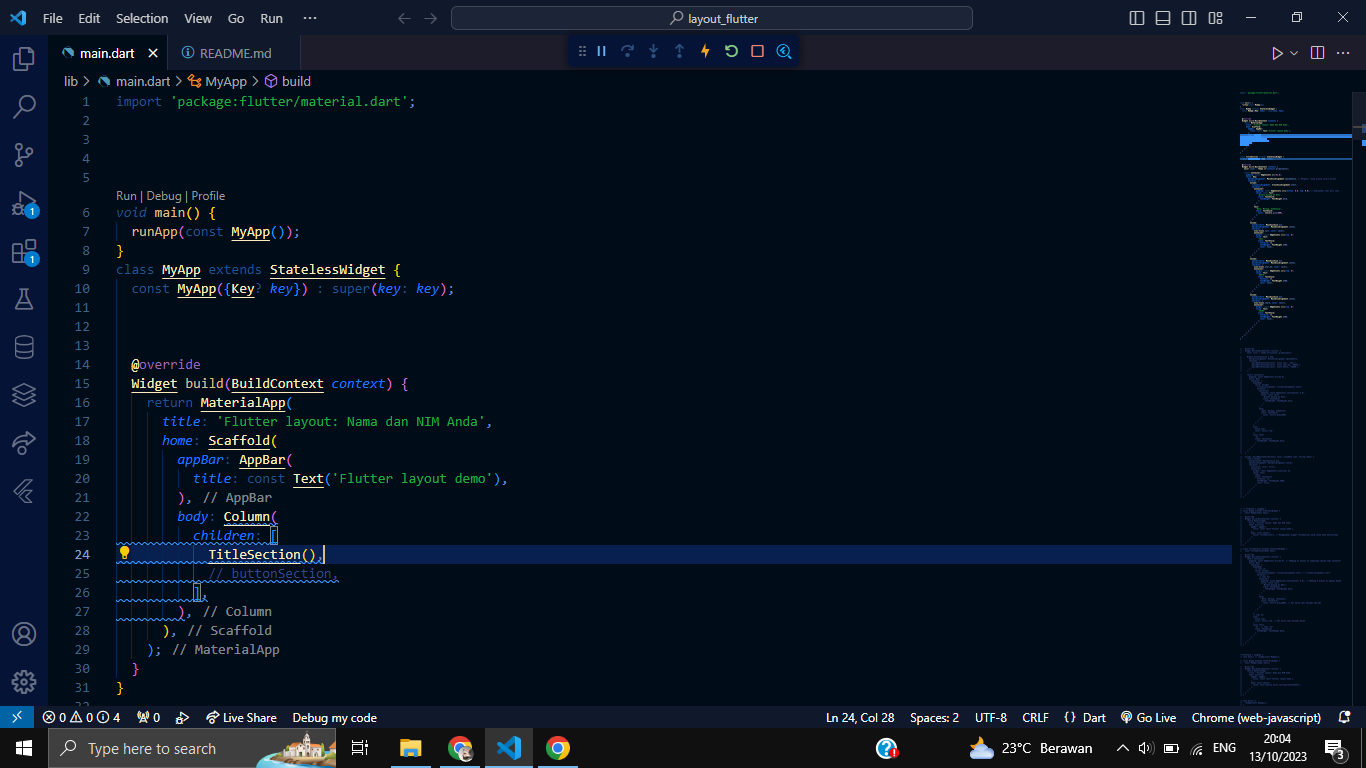 File Edit Selection View Go Run ··· layout_flutter
main.dart README.md
lib > main.dart > MyApp > build
1 import 'package:flutter/material.dart';
2
3
4
5
Run | Debug | Profile
6 void main() {
7 runApp(const MyApp());
8 }
9 class MyApp extends StatelessWidget {
10 const MyApp({Key? key}) : super(key: key);
11
12
13
14 @override
15 Widget build(BuildContext context) {
16 return MaterialApp(
17 title: 'Flutter layout: Nama dan NIM Anda',
18 home: Scaffold(
19 appBar: AppBar(
20 title: const Text('Flutter layout demo'),
21 ), // AppBar
22 body: Column(
23 children: [
24 TitleSection(),
25 // buttonSection,
26 ],
27 ), // Column
28 ), // Scaffold
29 ); // MaterialApp
30 }
31 }
1
1
0 0 4 0 Live Share Debug my code Ln 24, Col 28 Spaces: 2 UTF-8 CRLF {} Dart Go Live Chrome (web-javascript)
Type here to search 23°C Berawan ENG 20:04
13/10/2023 3